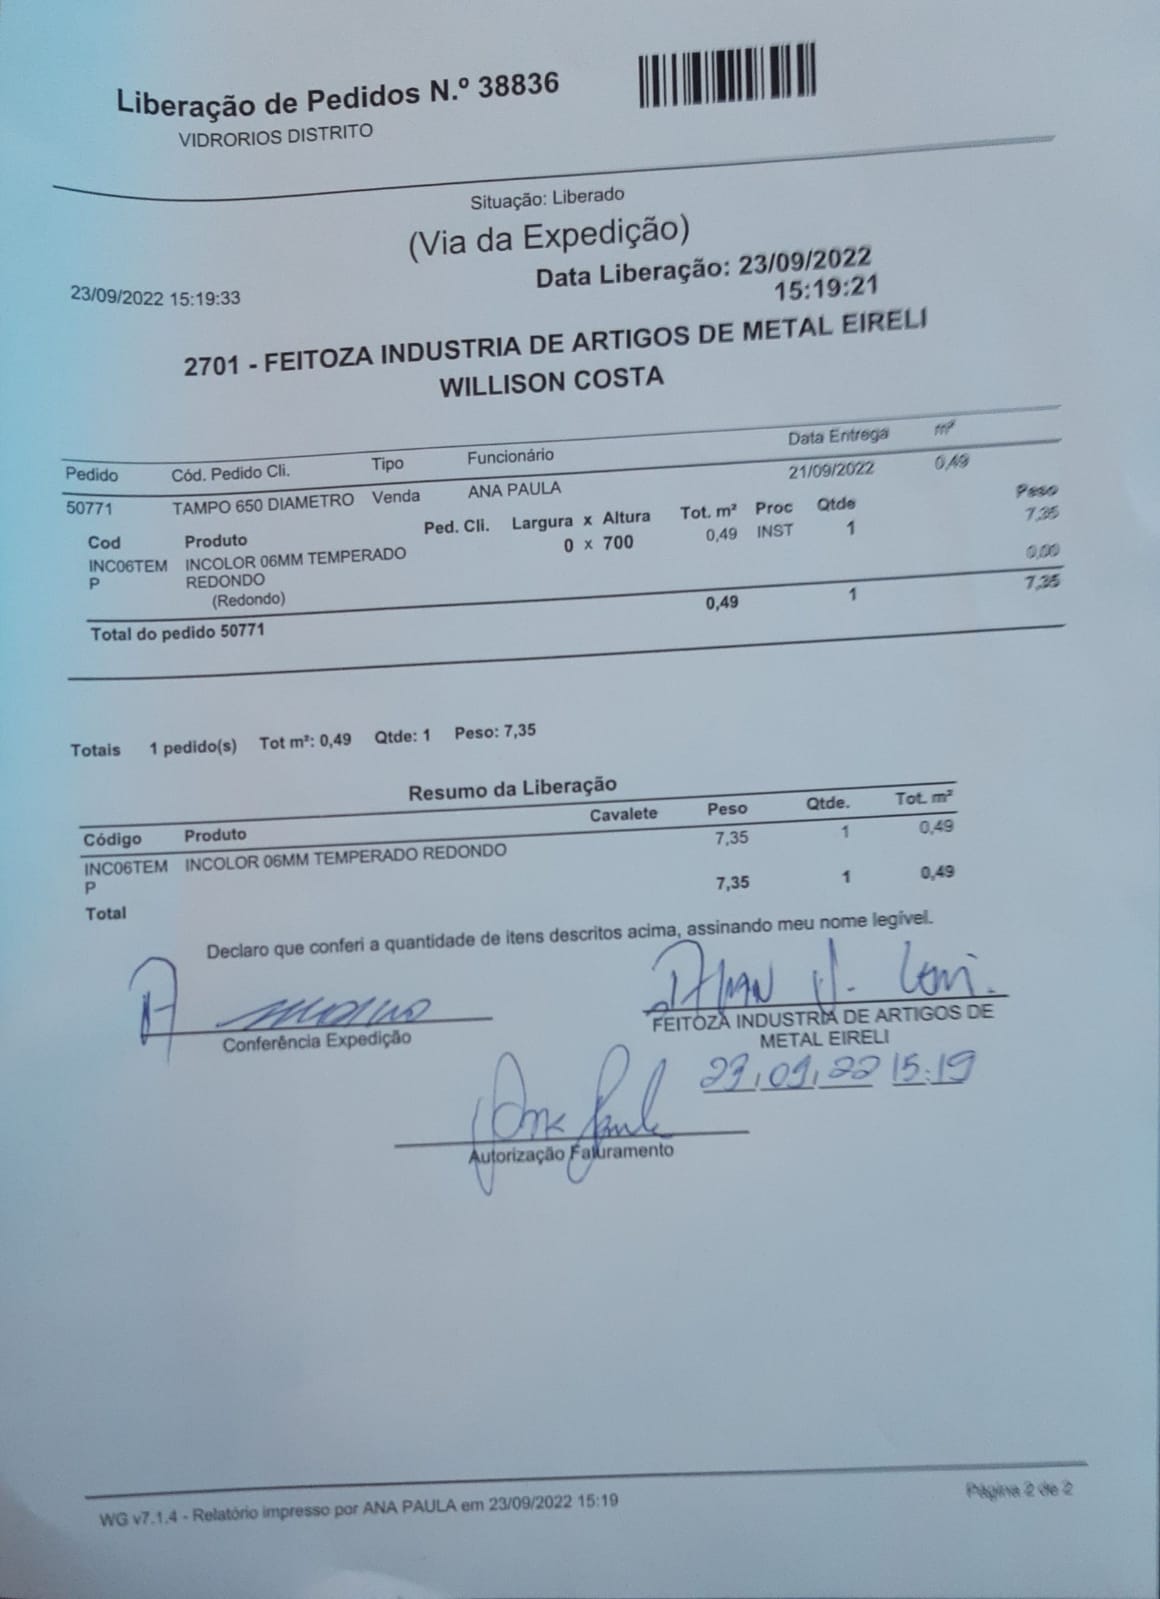 Liberação de Pedidos N.º 38836
VIDRORIOS DISTRITO
Situação: Liberado
(Via da Expedição)
23/09/2022 15:19:33
Data Liberação: 23/09/2022
15:19:21
2701 - FEITOZA INDUSTRIA DE ARTIGOS DE METAL EIRELI
WILLISON COSTA
Pedido Cód. Pedido Cli. Tipo Funcionário Data Entrega m²
50771 TAMPO 650 DIAMETRO Venda ANA PAULA 21/09/2022 0,49
Cod Produto Ped. Cli. Largura x Altura Tot. m² Proc Qtde Peso
INC06TEM INCOLOR 06MM TEMPERADO 0 x 700 0,49 INST 1 7,35
P REDONDO
(Redondo) 0,00
Total do pedido 50771 0,49 1 7,35
Totais 1 pedido(s) Tot m²: 0,49 Qtde: 1 Peso: 7,35
Resumo da Liberação
Código Produto Cavalete Peso Qtde. Tot. m²
INC06TEM INCOLOR 06MM TEMPERADO REDONDO 7,35 1 0,49
P
Total 7,35 1 0,49
Declaro que conferi a quantidade de itens descritos acima, assinando meu nome legível.
Conferência Expedição
FEITOZA INDUSTRIA DE ARTIGOS DE
METAL EIRELI
23,09,22 15:19
Ana Paula
Autorização Faturamento
WG v7.1.4 - Relatório impresso por ANA PAULA em 23/09/2022 15:19
Página 2 de 2